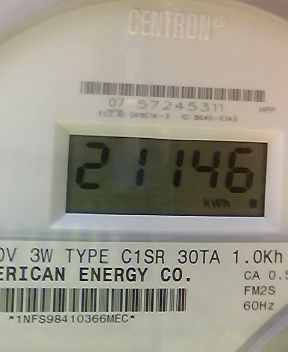 CENTRON®
07 57245311
21146
kWh
0V 3W TYPE C1SR 30TA 1.0Kh
ERICAN ENERGY CO.
CA 0.5
FM2S
60Hz
*1NFS98410366MEC*